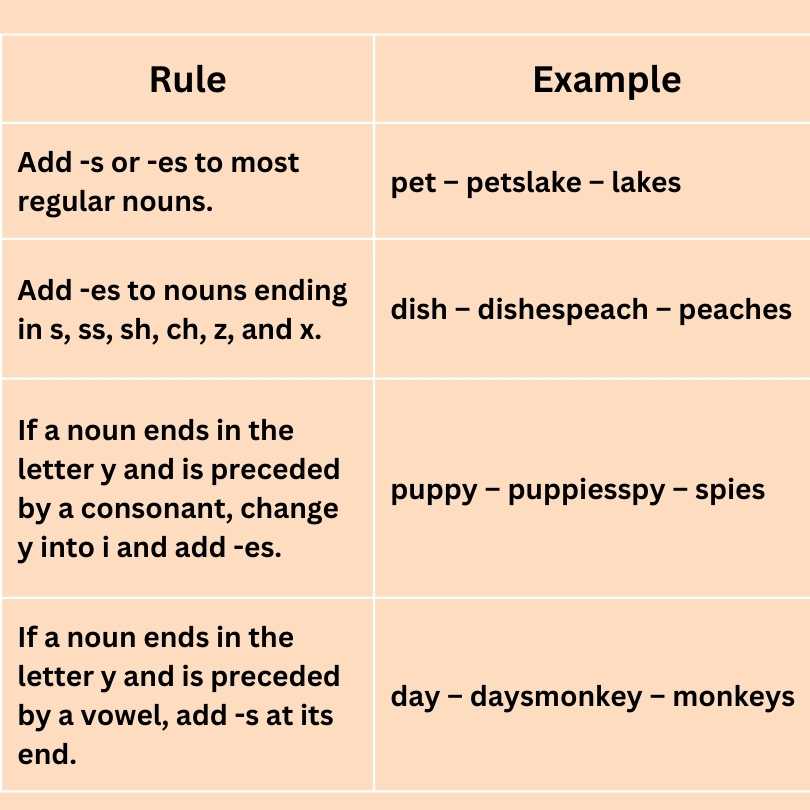 Rule
Example
Add -s or -es to most
regular nouns.
pet – petslake – lakes
Add -es to nouns ending
in s, ss, sh, ch, z, and x.
dish – dishespeach – peaches
If a noun ends in the
letter y and is preceded
by a consonant, change
y into i and add -es.
puppy – puppiesspy – spies
If a noun ends in the
letter y and is preceded
by a vowel, add -s at its
end.
day – daysmonkey – monkeys